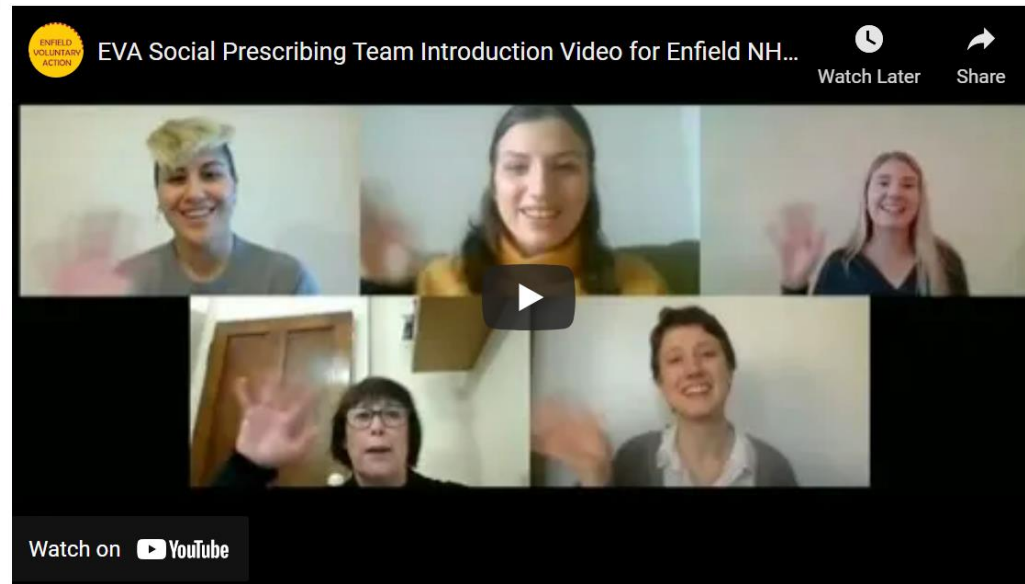 ENFIELD
VOLUNTARY
ACTION
EVA Social Prescribing Team Introduction Video for Enfield NH...
Watch Later
Share
Watch on YouTube